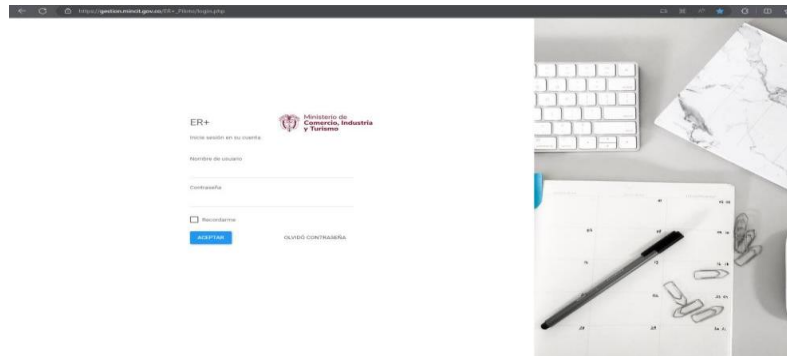 ER+
Ministerio de
Comercio, Industria
y Turismo
Inicie sesión en su cuenta
Nombre de usuario
Contraseña
Recordarme
ACEPTAR
OLVIDÓ CONTRASEÑA